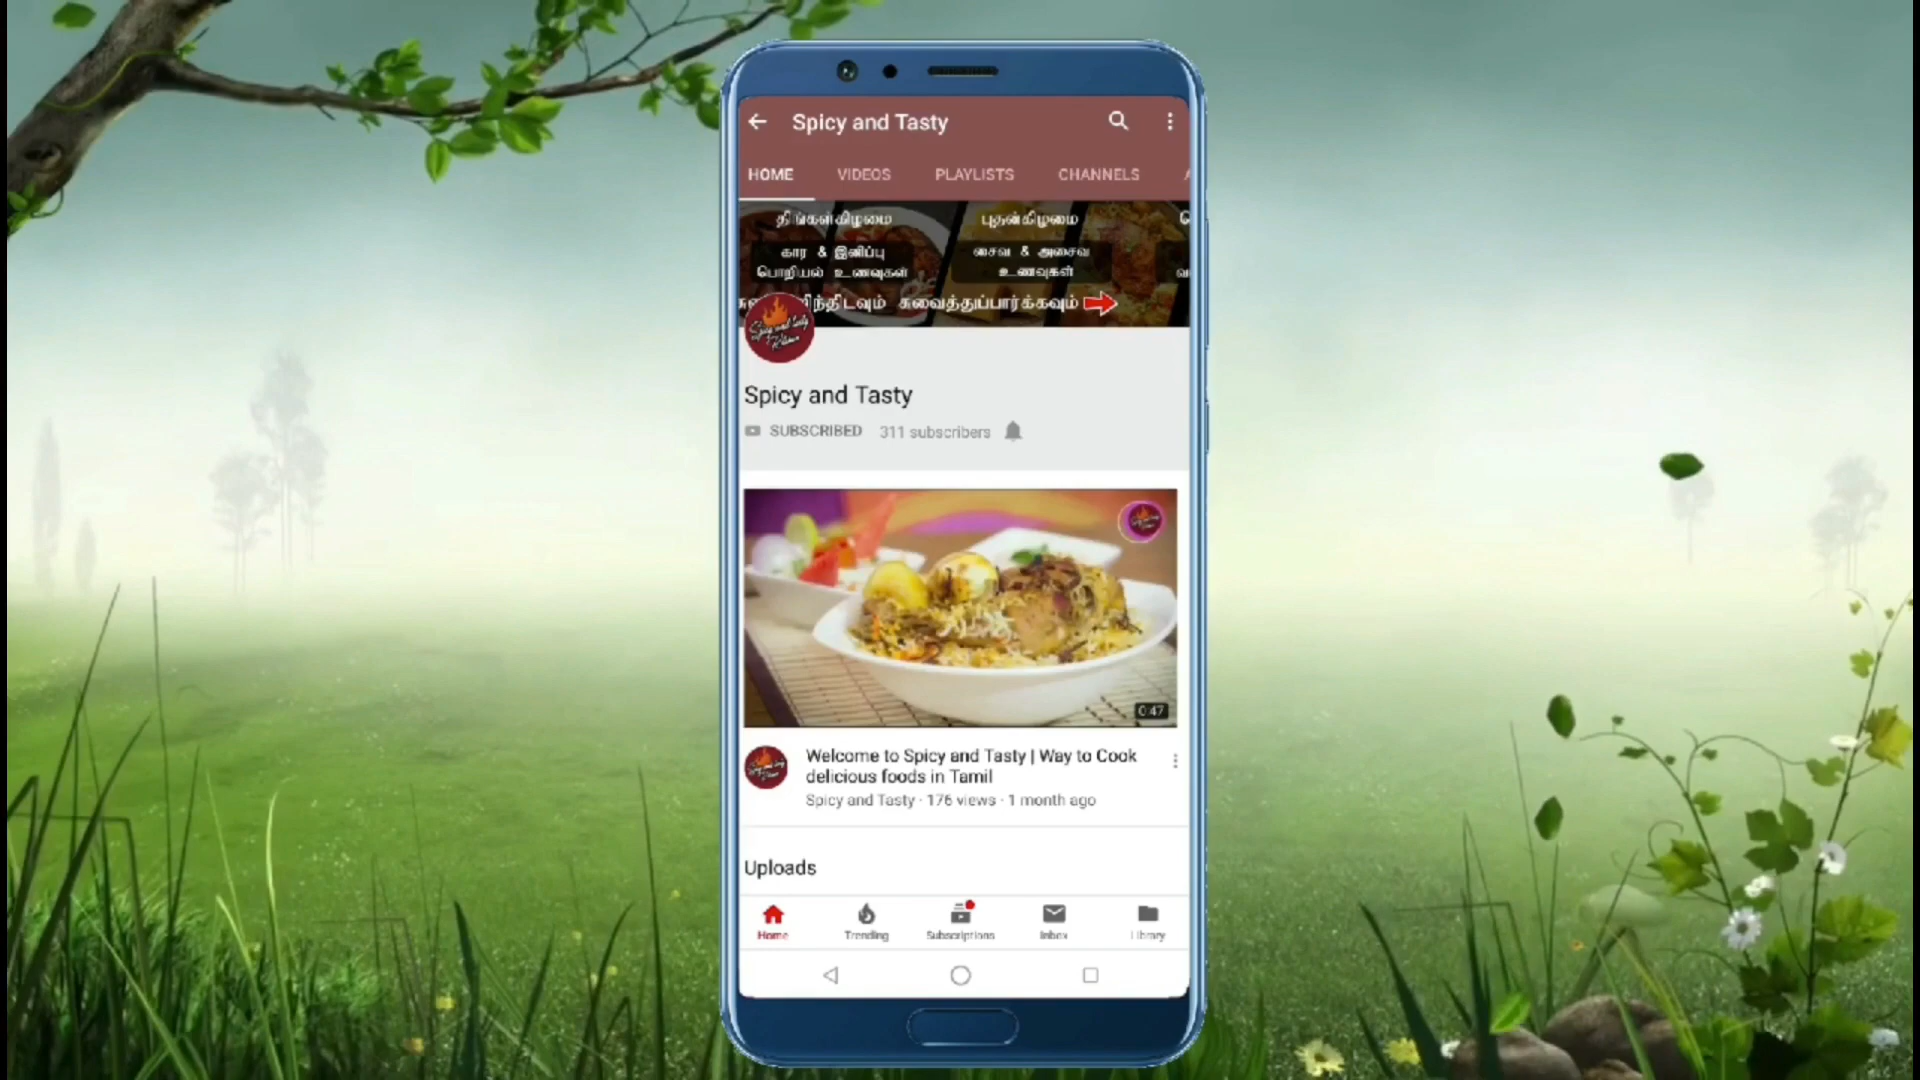 Spicy and Tasty
HOME VIDEOS PLAYLISTS CHANNELS
திங்கள்கிழமை புதன்கிழமை
கார & இனிப்பு சைவ & அசைவ
பொறியல் உணவுகள் உணவுகள்
சுவைத்துப்பார்க்கவும்
Spicy and Tasty
SUBSCRIBED 311 subscribers
0:47
Welcome to Spicy and Tasty | Way to Cook
delicious foods in Tamil
Spicy and Tasty · 176 views · 1 month ago
Uploads
Home Trending Subscriptions Inbox Library